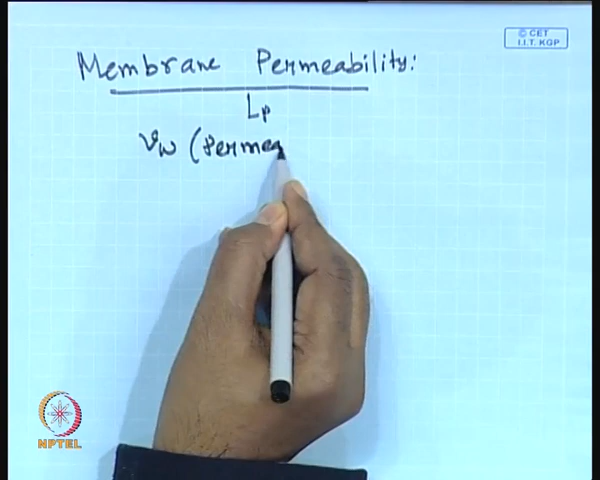 © CET
I.I.T. KGP
Membrane Permeability:
Lp
vw (Permea
NPTEL